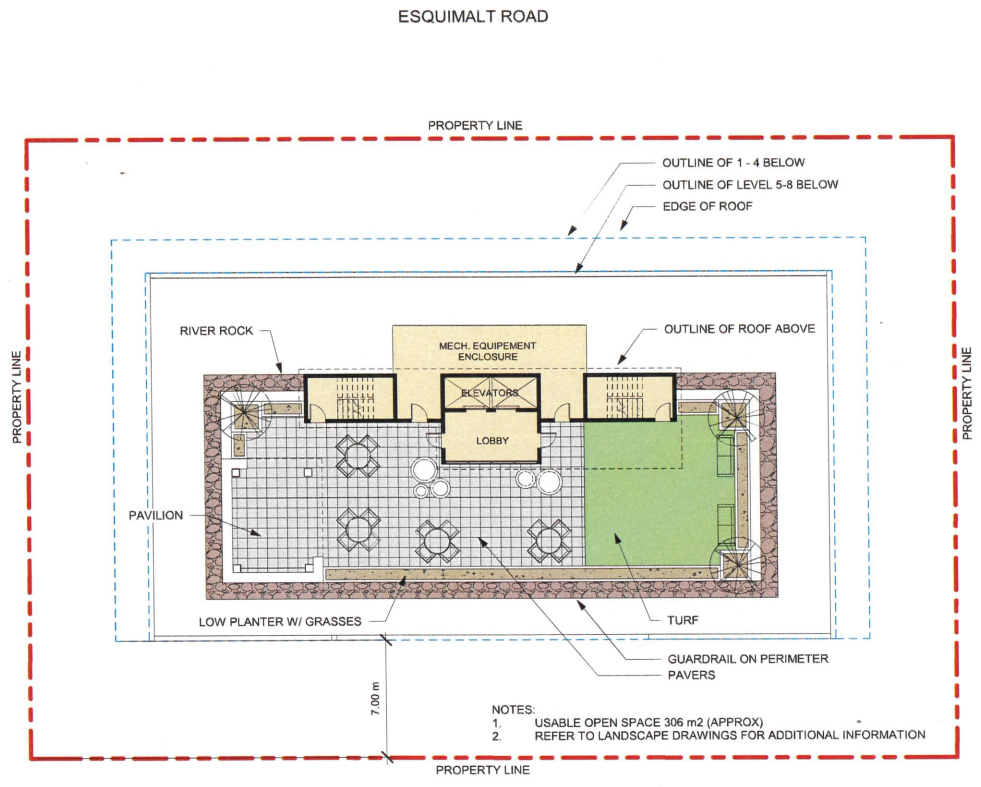 ESQUIMALT ROAD
PROPERTY LINE
OUTLINE OF 1 - 4 BELOW
OUTLINE OF LEVEL 5-8 BELOW
EDGE OF ROOF
RIVER ROCK
OUTLINE OF ROOF ABOVE
MECH. EQUIPEMENT
ENCLOSURE
PROPERTY LINE
PROPERTY LINE
ELEVATORS
LOBBY
PAVILION
LOW PLANTER W/ GRASSES
TURF
GUARDRAIL ON PERIMETER
PAVERS
7.00 m
NOTES:
1. USABLE OPEN SPACE 306 m2 (APPROX)
2. REFER TO LANDSCAPE DRAWINGS FOR ADDITIONAL INFORMATION
PROPERTY LINE